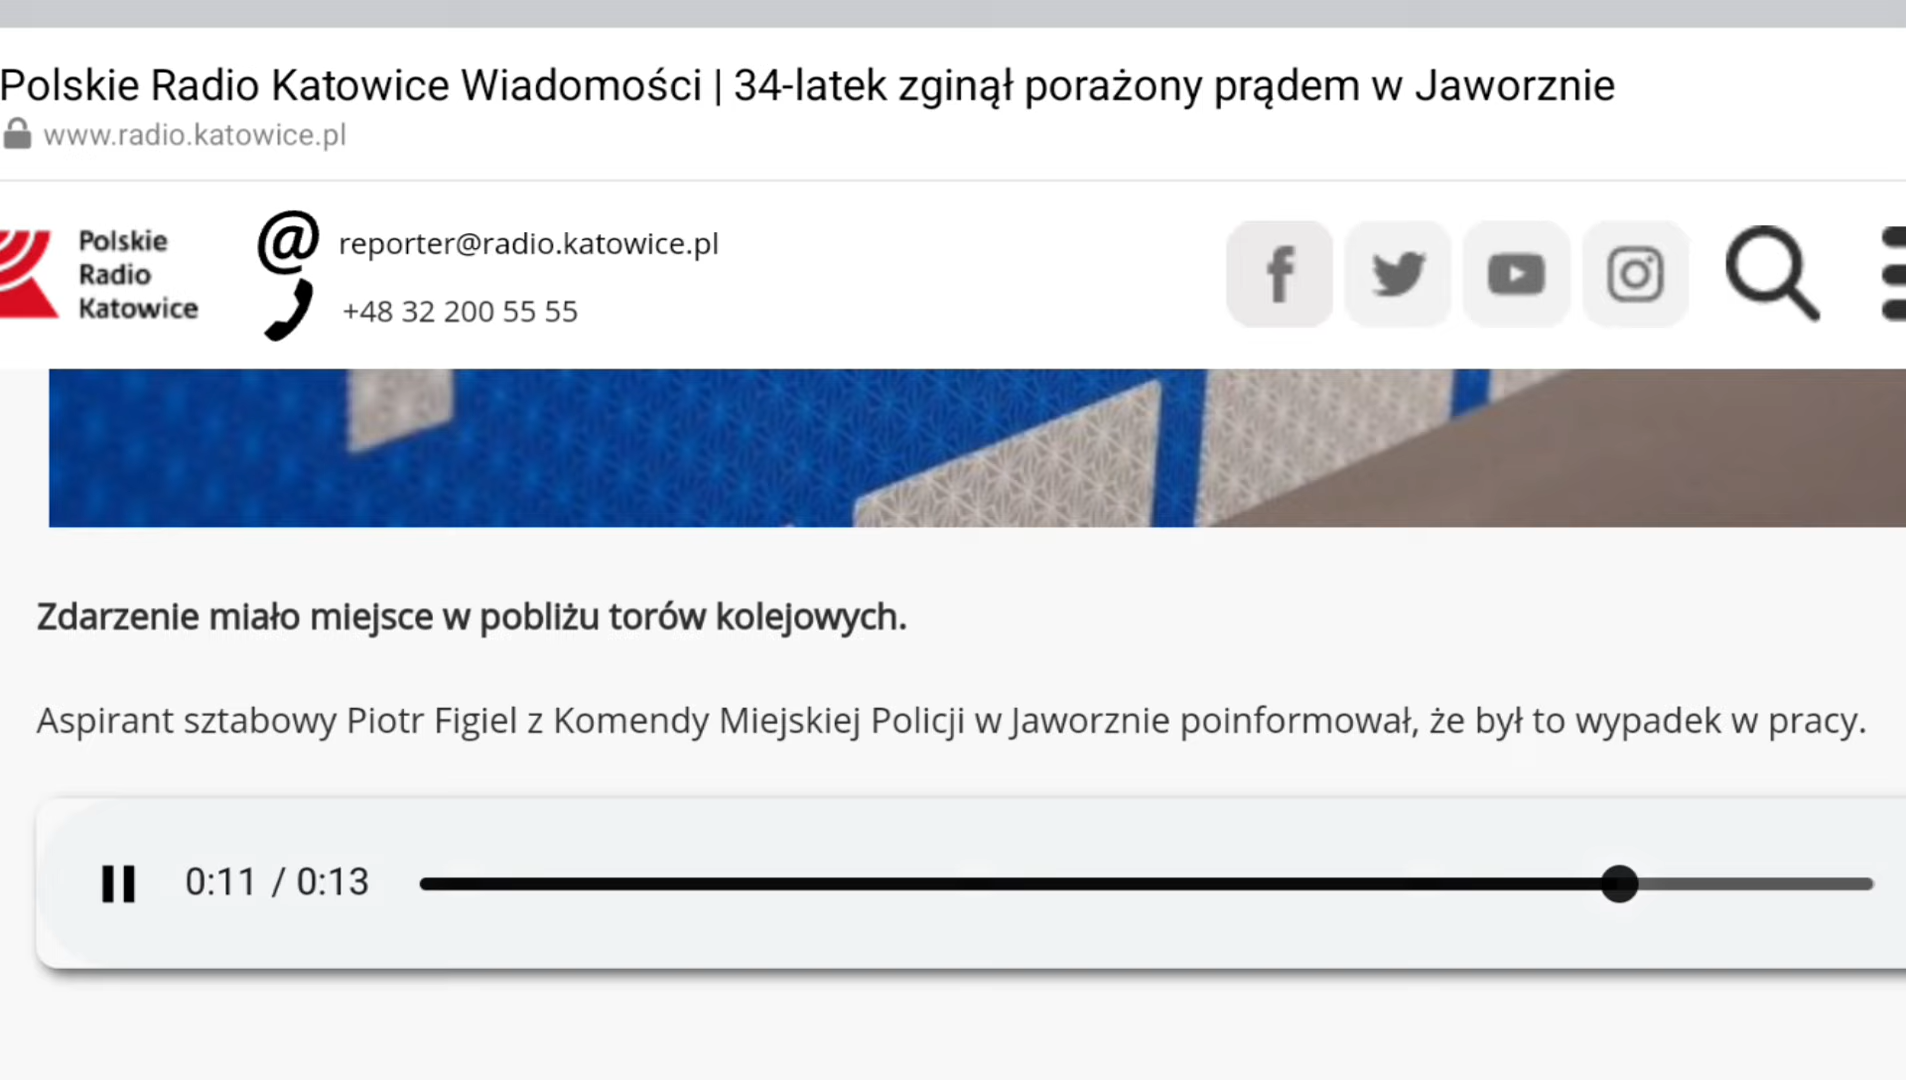 Polskie Radio Katowice Wiadomości | 34-latek zginął porażony prądem w Jaworznie
www.radio.katowice.pl
Polskie
Radio
Katowice
reporter@radio.katowice.pl
+48 32 200 55 55
Zdarzenie miało miejsce w pobliżu torów kolejowych.
Aspirant sztabowy Piotr Figiel z Komendy Miejskiej Policji w Jaworznie poinformował, że był to wypadek w pracy.
0:11 / 0:13